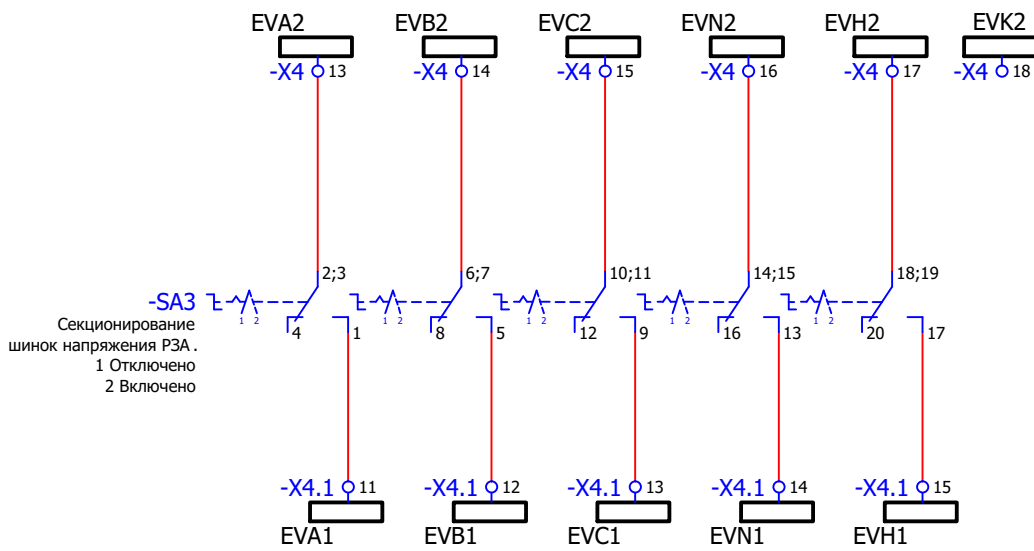 EVA2 EVB2 EVC2 EVN2 EVH2 EVK2
-X4 13 -X4 14 -X4 15 -X4 16 -X4 17 -X4 18
2;3 6;7 10;11 14;15 18;19
-SA3
1 2 1 2 1 2 1 2 1 2
Секционирование
4 1 8 5 12 9 16 13 20 17
шинок напряжения РЗА.
1 Отключено
2 Включено
-X4.1 11 -X4.1 12 -X4.1 13 -X4.1 14 -X4.1 15
EVA1 EVB1 EVC1 EVN1 EVH1